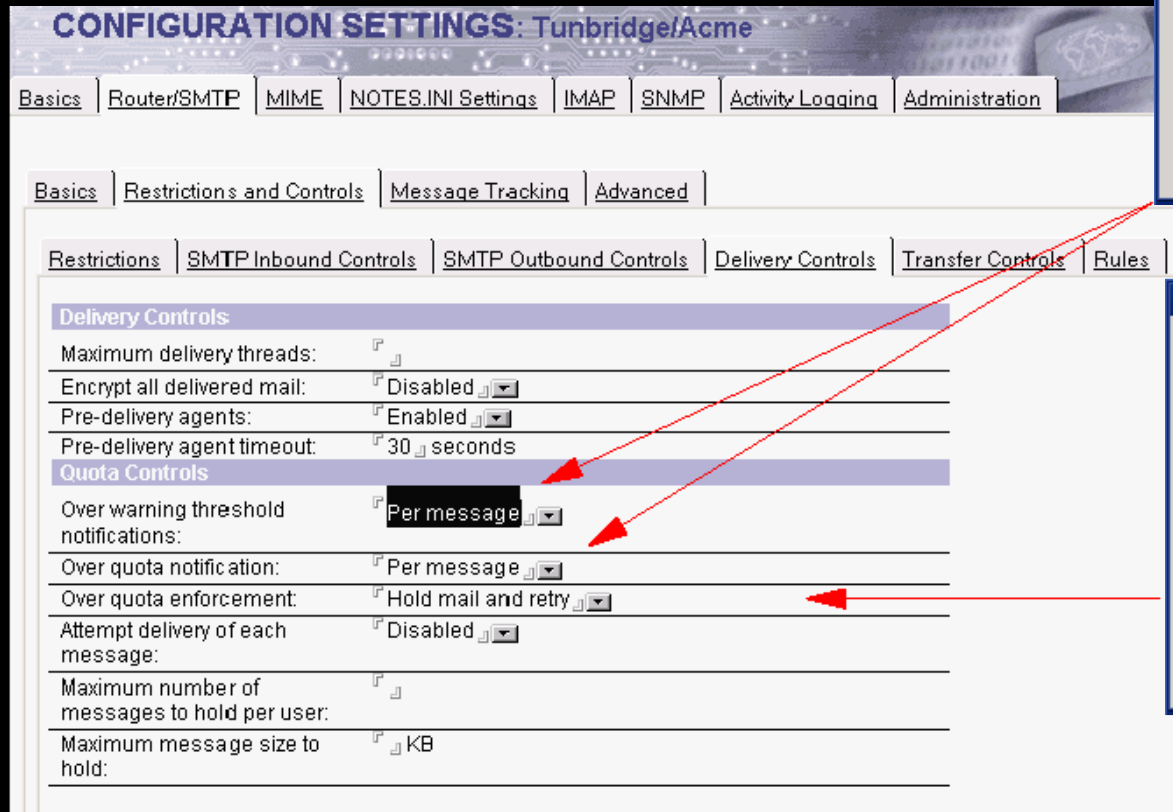 CONFIGURATION SETTINGS: Tunbridge/Acme
Basics Router/SMTP MIME NOTES.INI Settings IMAP SNMP Activity Logging Administration
Basics Restrictions and Controls Message Tracking Advanced
Restrictions SMTP Inbound Controls SMTP Outbound Controls Delivery Controls Transfer Controls Rules
Delivery Controls
Maximum delivery threads:
Encrypt all delivered mail: Disabled
Pre-delivery agents: Enabled
Pre-delivery agent timeout: 30 seconds
Quota Controls
Over warning threshold
notifications: Per message
Over quota notification: Per message
Over quota enforcement: Hold mail and retry
Attempt delivery of each
message: Disabled
Maximum number of
messages to hold per user:
Maximum message size to
hold: KB